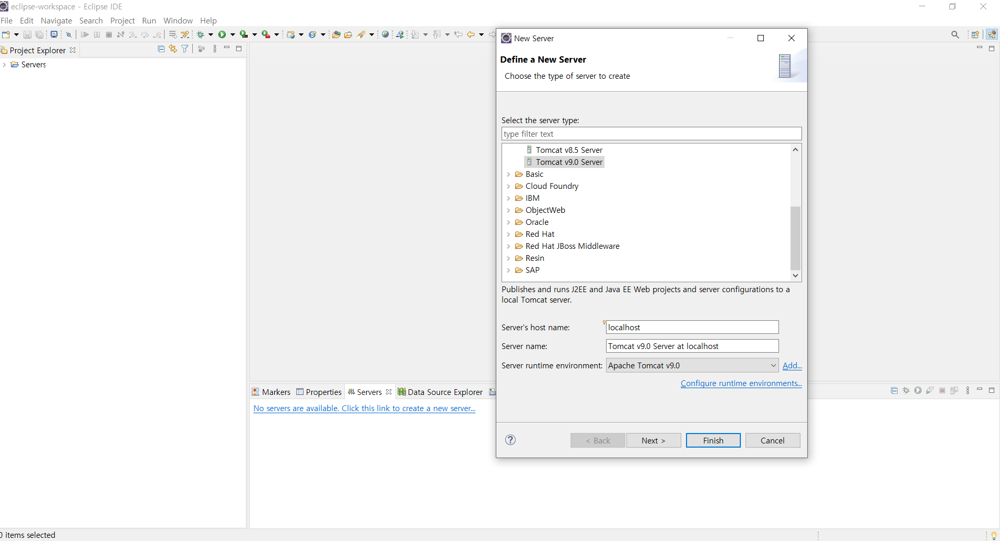 eclipse-workspace - Eclipse IDE
File Edit Navigate Search Project Run Window Help
Project Explorer
Servers
New Server
Define a New Server
Choose the type of server to create
Select the server type:
type filter text
Tomcat v8.5 Server
Tomcat v9.0 Server
Basic
Cloud Foundry
IBM
ObjectWeb
Oracle
Red Hat
Red Hat JBoss Middleware
Resin
SAP
Publishes and runs J2EE and Java EE Web projects and server configurations to a
local Tomcat server.
Server's host name: localhost
Server name: Tomcat v9.0 Server at localhost
Server runtime environment: Apache Tomcat v9.0 Add...
Configure runtime environments...
< Back Next > Finish Cancel
Markers Properties Servers Data Source Explorer
No servers are available. Click this link to create a new server...
0 items selected